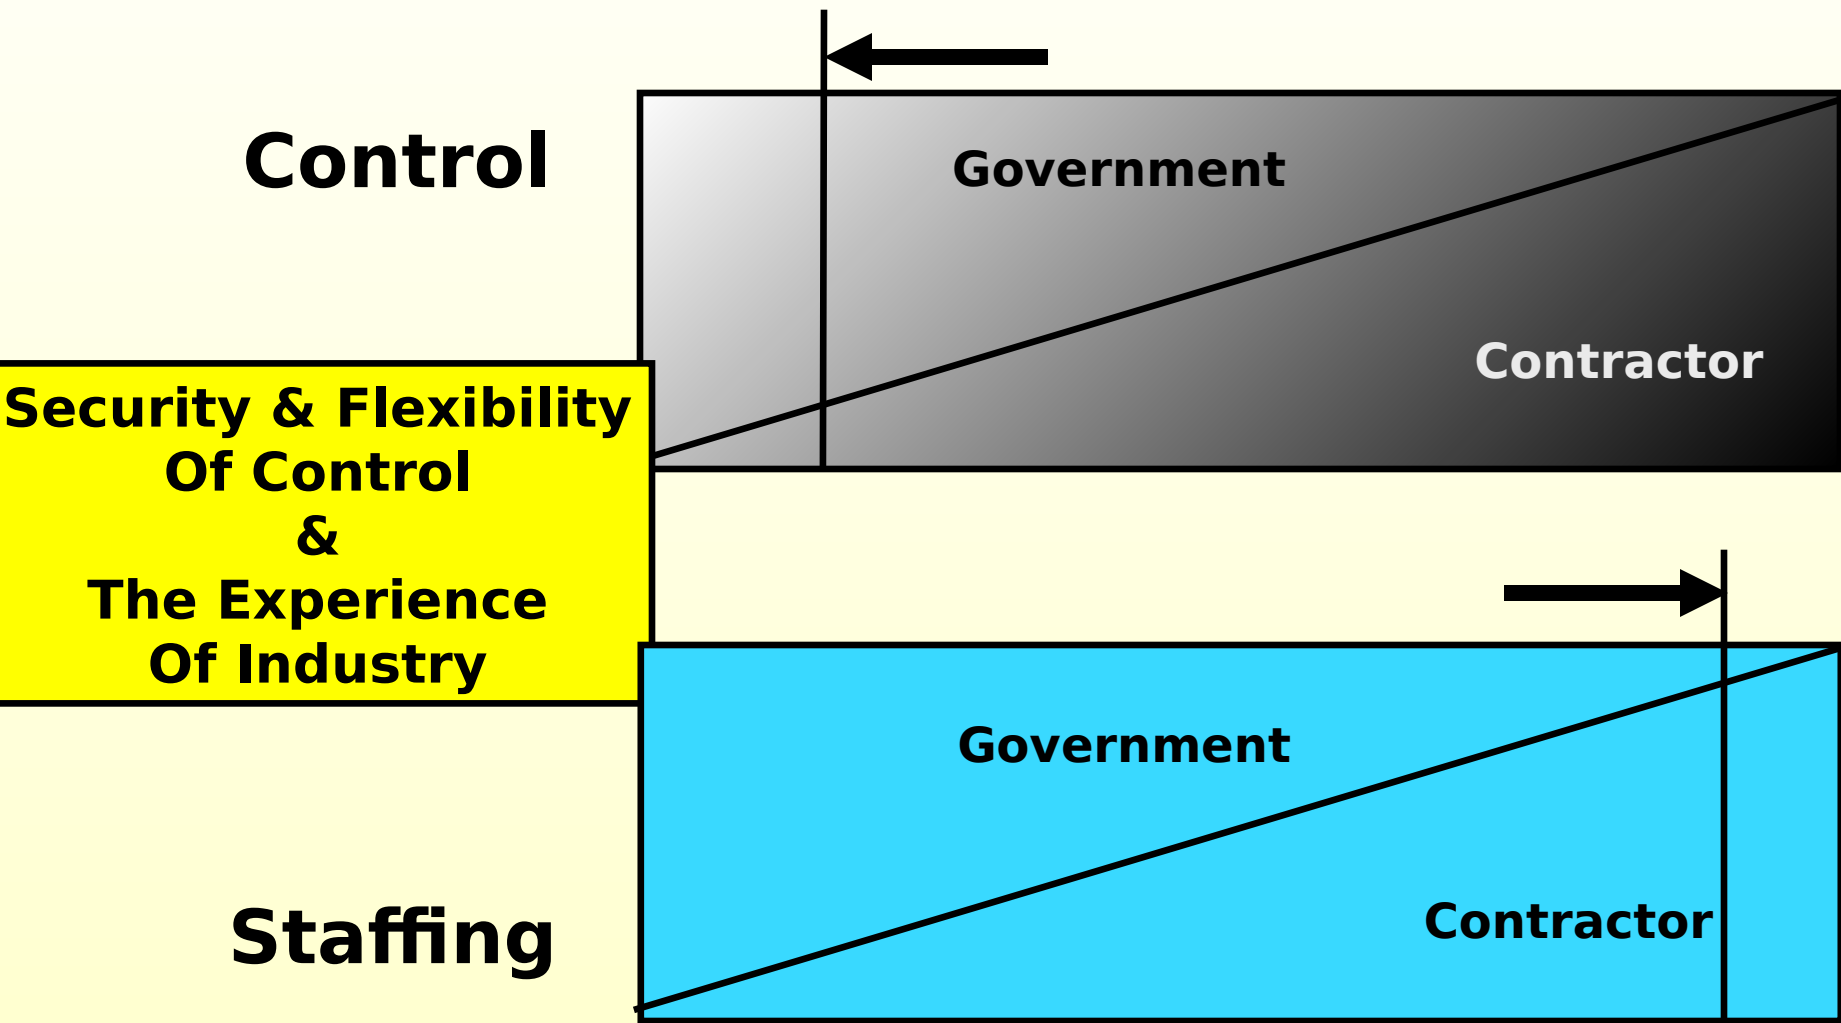 Control
Government
Contractor
Security & Flexibility
Of Control
&
The Experience
Of Industry
Government
Contractor
Staffing